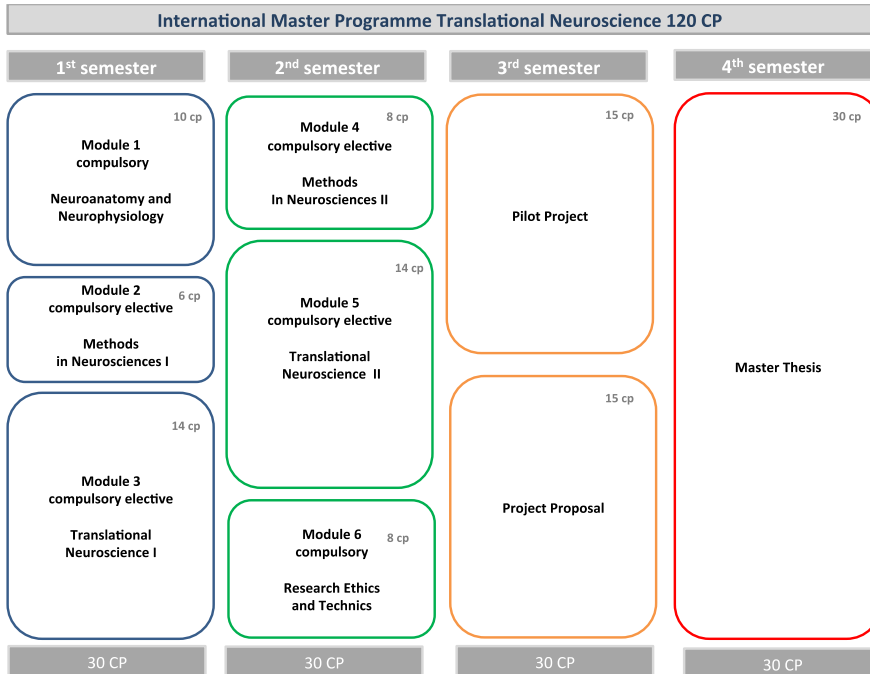 International Master Programme Translational Neuroscience 120 CP
1st semester
10 cp
Module 1
compulsory
Neuroanatomy and
Neurophysiology
Module 2
6 cp
compulsory elective
Methods
in Neurosciences I
14 cp
Module 3
compulsory elective
Translational
Neuroscience I
30 CP
2nd semester
8 cp
Module 4
compulsory elective
Methods
In Neurosciences II
14 cp
Module 5
compulsory elective
Translational
Neuroscience II
Module 6
8 cp
compulsory
Research Ethics
and Technics
30 CP
3rd semester
15 cp
Pilot Project
15 cp
Project Proposal
30 CP
4th semester
30 cp
Master Thesis
30 CP